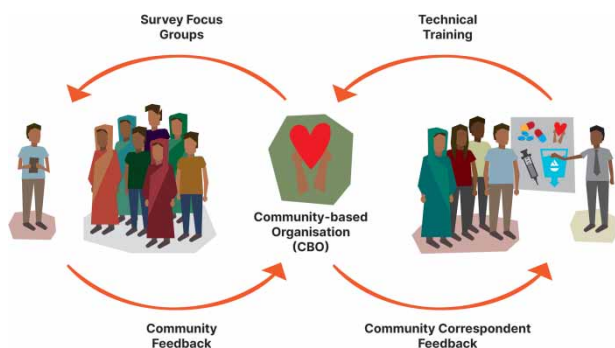 Survey Focus
Groups
Technical
Training
Community-based
Organisation
(CBO)
Community
Feedback
Community Correspondent
Feedback